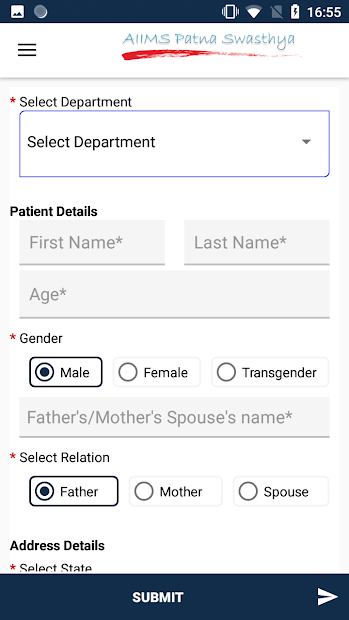 16:55
AIIMS Patna Swasthya
* Select Department
Select Department
Patient Details
First Name* Last Name*
Age*
* Gender
Male Female Transgender
Father's/Mother's Spouse's name*
* Select Relation
Father Mother Spouse
Address Details
* Select State
SUBMIT